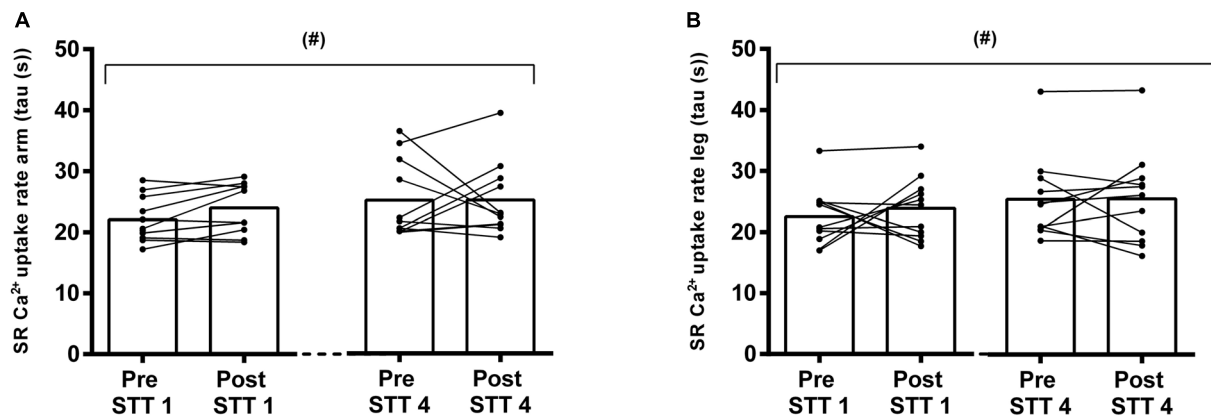 A
(#)
SR Ca²⁺ uptake rate arm (tau (s))
50
40
30
20
10
0
Pre STT 1
Post STT 1
Pre STT 4
Post STT 4
B
(#)
SR Ca²⁺ uptake rate leg (tau (s))
50
40
30
20
10
0
Pre STT 1
Post STT 1
Pre STT 4
Post STT 4